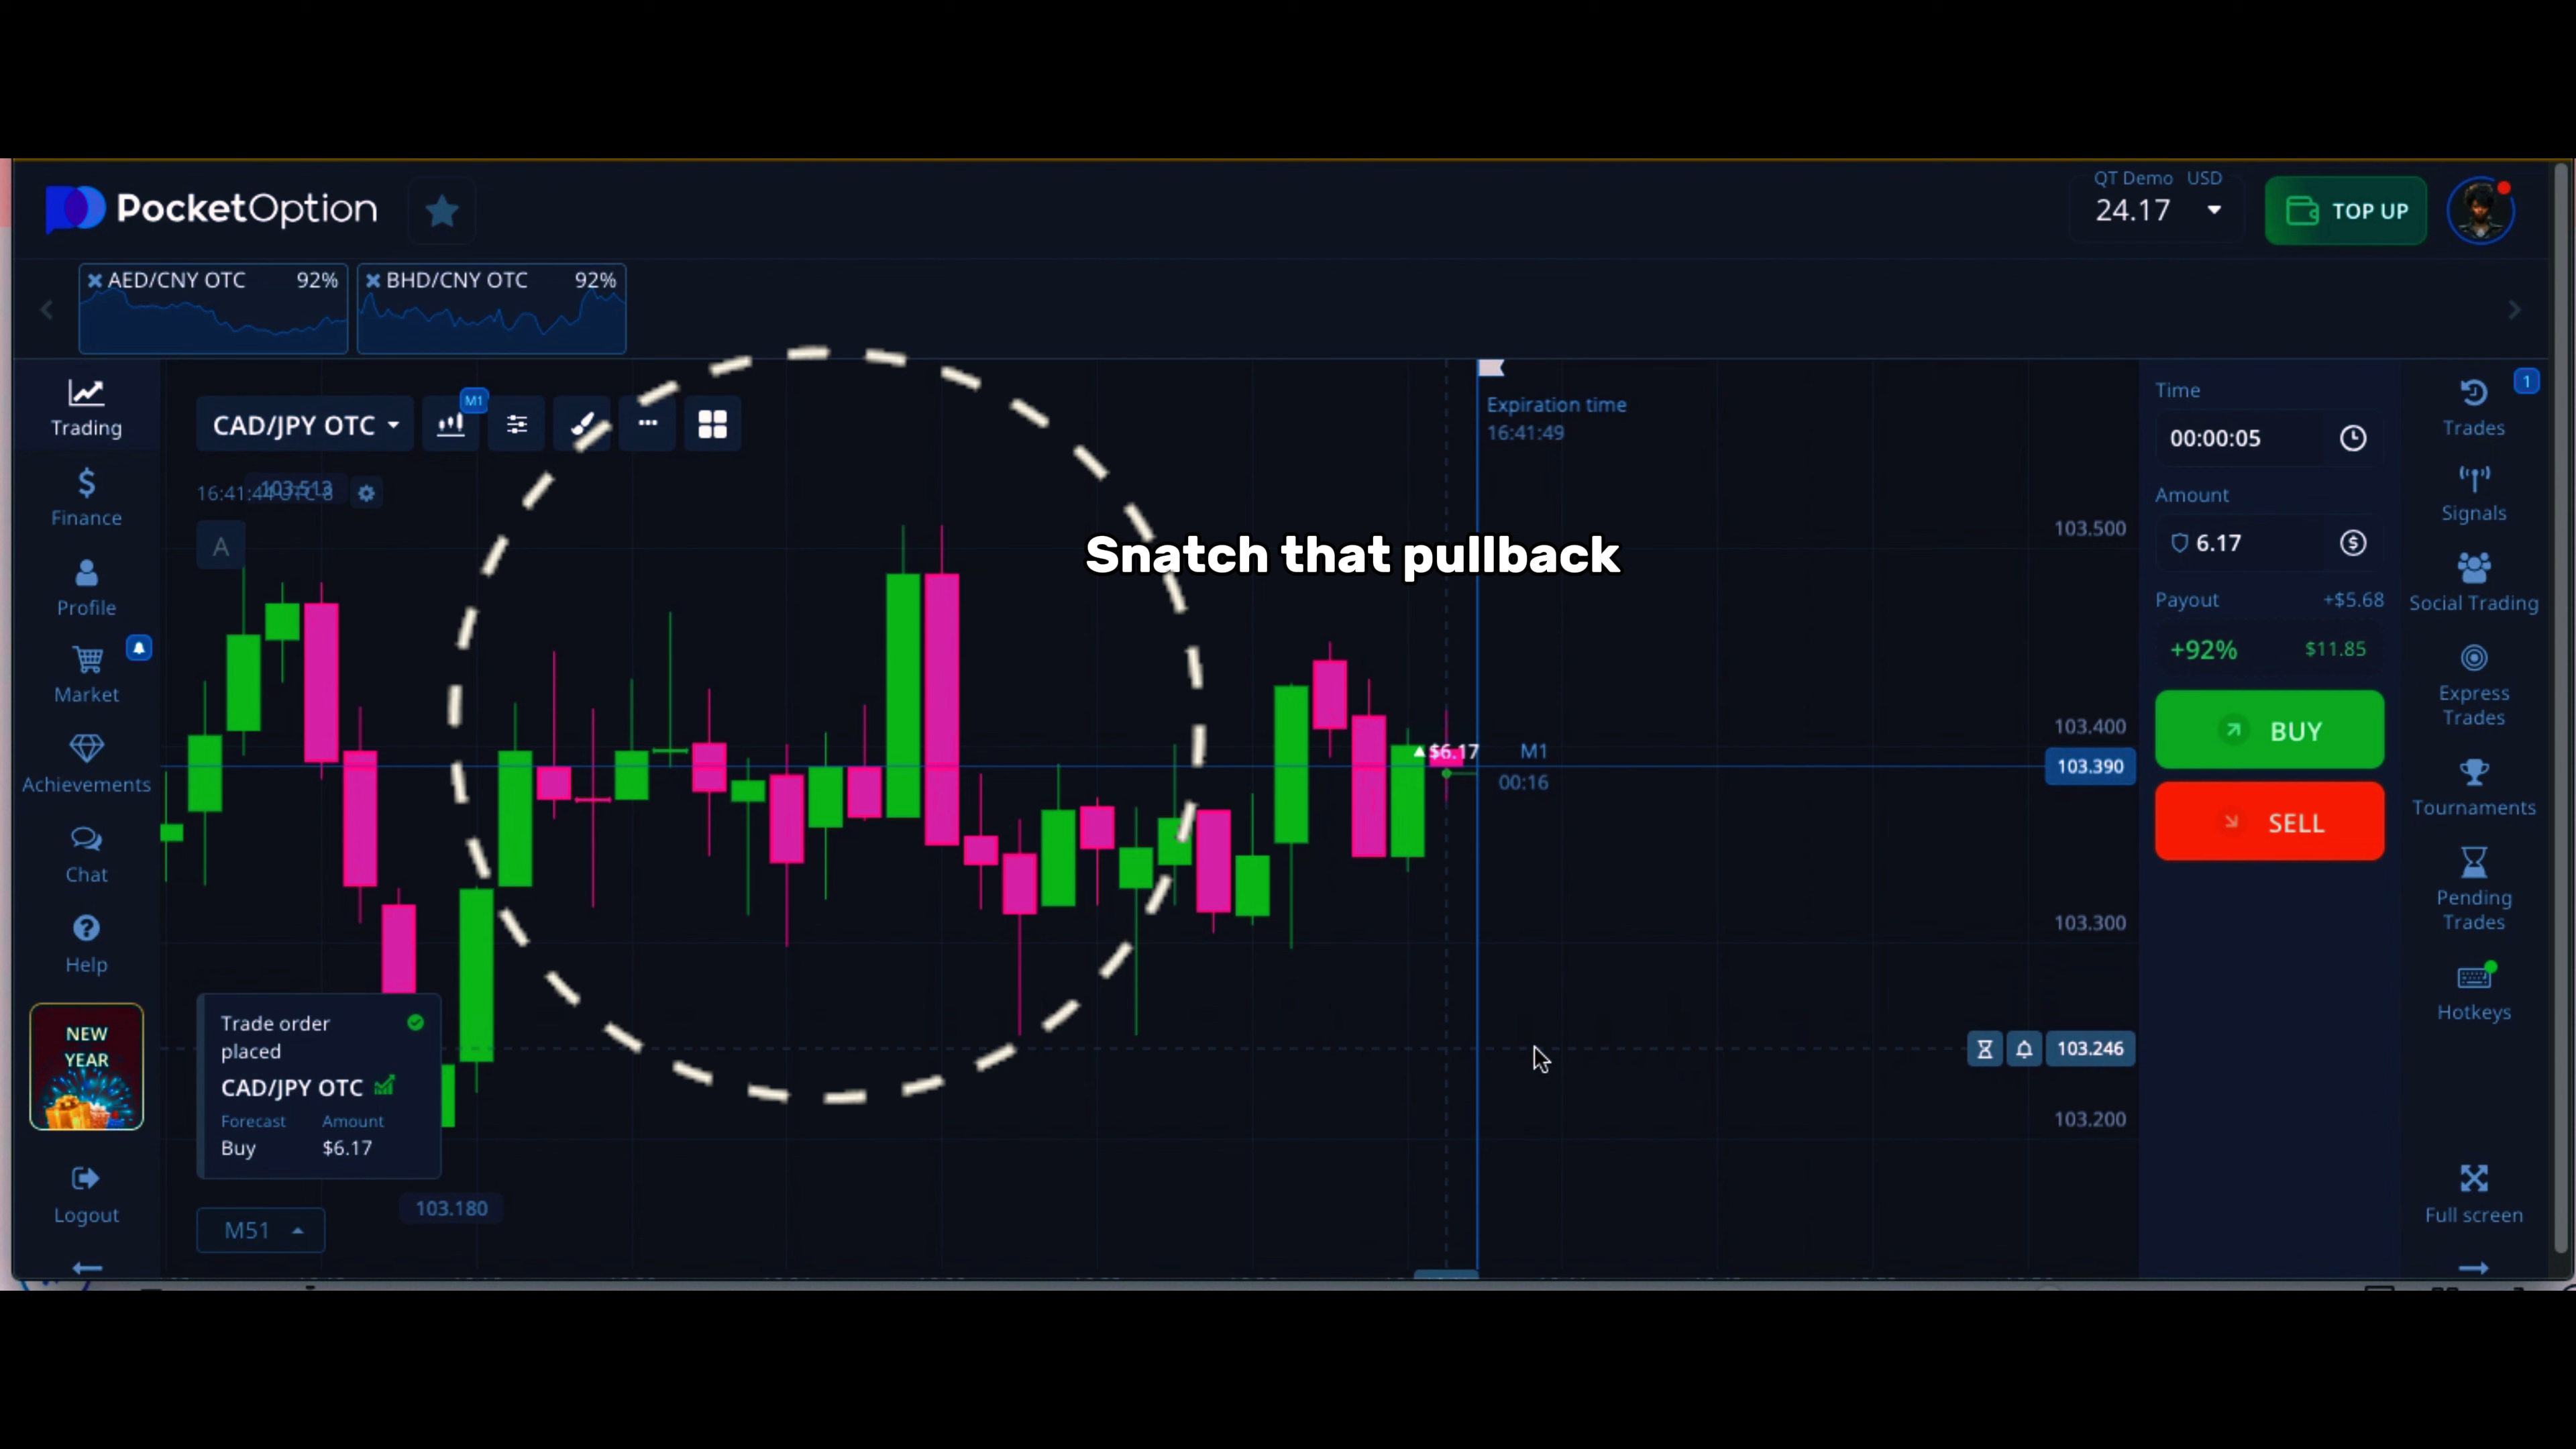 PocketOption
QT Demo USD
24.17
TOP UP
AED/CNY OTC 92%
BHD/CNY OTC 92%
Trading
Finance
Profile
Market
Achievements
Chat
Help
NEW
YEAR
Logout
CAD/JPY OTC
M1
103.513
A
Snatch that pullback
Expiration time
16:41:49
$6.17
M1
00:16
103.500
103.400
103.390
103.300
103.246
103.200
Trade order
placed
CAD/JPY OTC
Forecast Amount
Buy $6.17
103.180
M51
Time
00:00:05
Amount
6.17
Payout +$5.68
+92% $11.85
BUY
SELL
1
Trades
Signals
Social Trading
Express
Trades
Tournaments
Pending
Trades
Hotkeys
Full screen